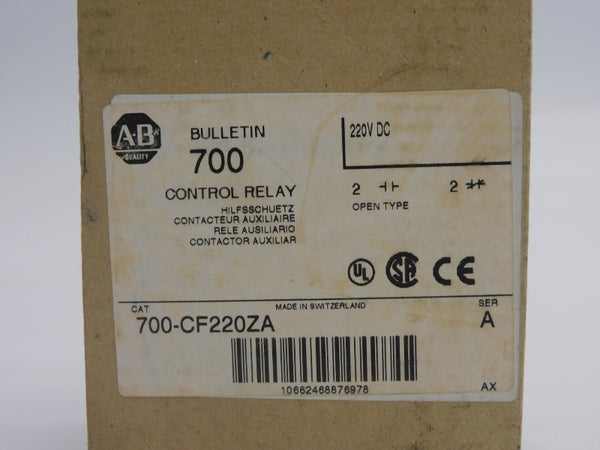 A-B
QUALITY
BULLETIN
700
CONTROL RELAY
HILFSSCHUETZ
CONTACTEUR AUXILIAIRE
RELE AUSILIARIO
CONTACTOR AUXILIAR
220V DC
2 2
OPEN TYPE
UL SA CE
CAT MADE IN SWITZERLAND SER
700-CF220ZA A
10662468876978
AX